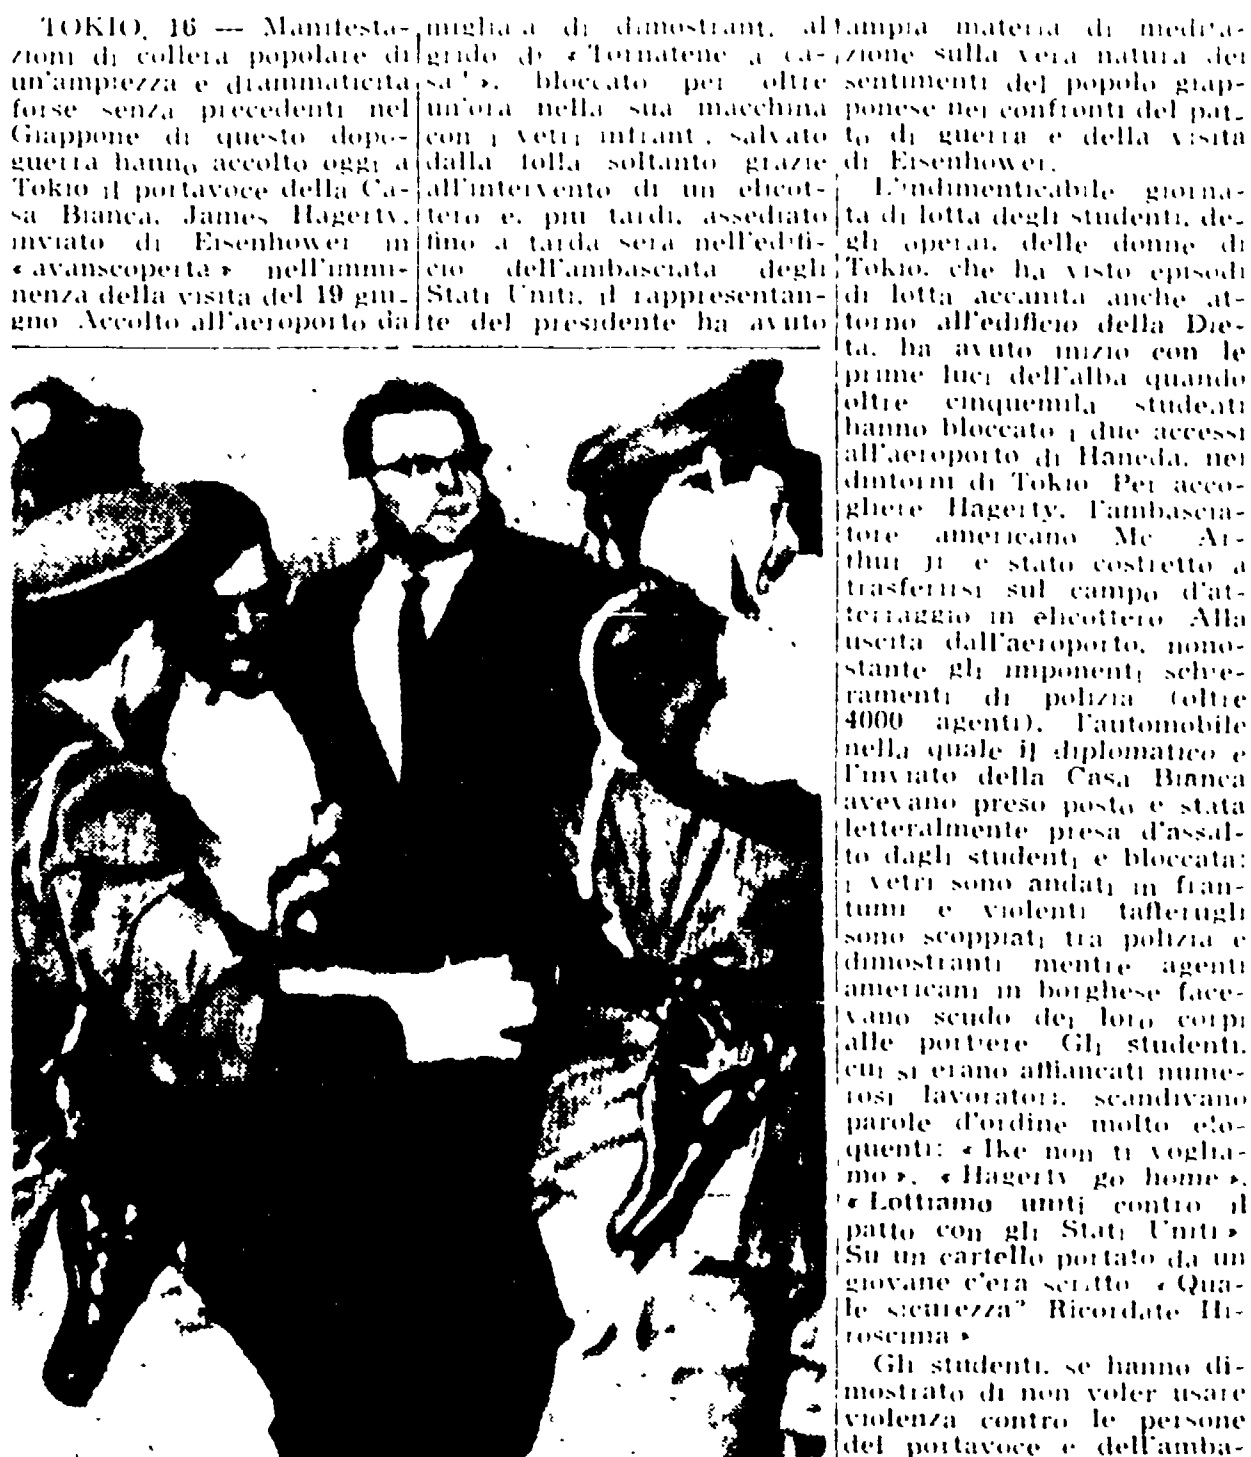 TOKIO, 16 — Manifesta-
zioni di collera popolare di
un'ampiezza e drammaticità
forse senza precedenti nel
Giappone di questo dopo-
guerra hanno accolto oggi a
Tokio il portavoce della Ca-
sa Bianca, James Hagerty,
inviato di Eisenhower in
« avanscoperta » nell'immi-
nenza della visita del 19 giu-
gno. Accolto all'aeroporto da
migliaia di dimostranti, al
grido di « Tornatene a ca-
sa! », bloccato per oltre
un'ora nella sua macchina
con i vetri infranti, salvato
dalla folla soltanto grazie
all'intervento di un elicot-
tero e, più tardi, assediato
fino a tarda sera nell'edifi-
cio dell'ambasciata degli
Stati Uniti, il rappresentan-
te del presidente ha avuto
ampia materia di medita-
zione sulla vera natura dei
sentimenti del popolo giap-
ponese nei confronti del pat-
to di guerra e della visita
di Eisenhower.
L'indimenticabile giorna-
ta di lotta degli studenti, de-
gli operai, delle donne di
Tokio, che ha visto episodi
di lotta accanita anche at-
torno all'edificio della Die-
ta, ha avuto inizio con le
prime luci dell'alba quando
oltre cinquemila studenti
hanno bloccato i due accessi
all'aeroporto di Haneda, nei
dintorni di Tokio. Per acco-
gliere Hagerty, l'ambascia-
tore americano Mc Ar-
thur jr. è stato costretto a
trasferirsi sul campo d'at-
terraggio in elicottero. Alla
uscita dall'aeroporto, nono-
stante gli imponenti schie-
ramenti di polizia (oltre
4000 agenti), l'automobile
nella quale il diplomatico e
l'inviato della Casa Bianca
avevano preso posto è stata
letteralmente presa d'assal-
to dagli studenti e bloccata:
i vetri sono andati in fran-
tumi e violenti tafferugli
sono scoppiati tra polizia e
dimostranti mentre agenti
americani in borghese face-
vano scudo dei loro corpi
alle portiere. Gli studenti,
cui si erano affiancati nume-
rosi lavoratori, scandivano
parole d'ordine molto elo-
quenti: « Ike non ti voglia-
mo », « Hagerty go home »,
« Lottiamo uniti contro il
patto con gli Stati Uniti ».
Su un cartello portato da un
giovane c'era scritto: « Qua-
le sicurezza? Ricordate Hi-
roscima ».
Gli studenti, se hanno di-
mostrato di non voler usare
violenza contro le persone
del portavoce e dell'amba-